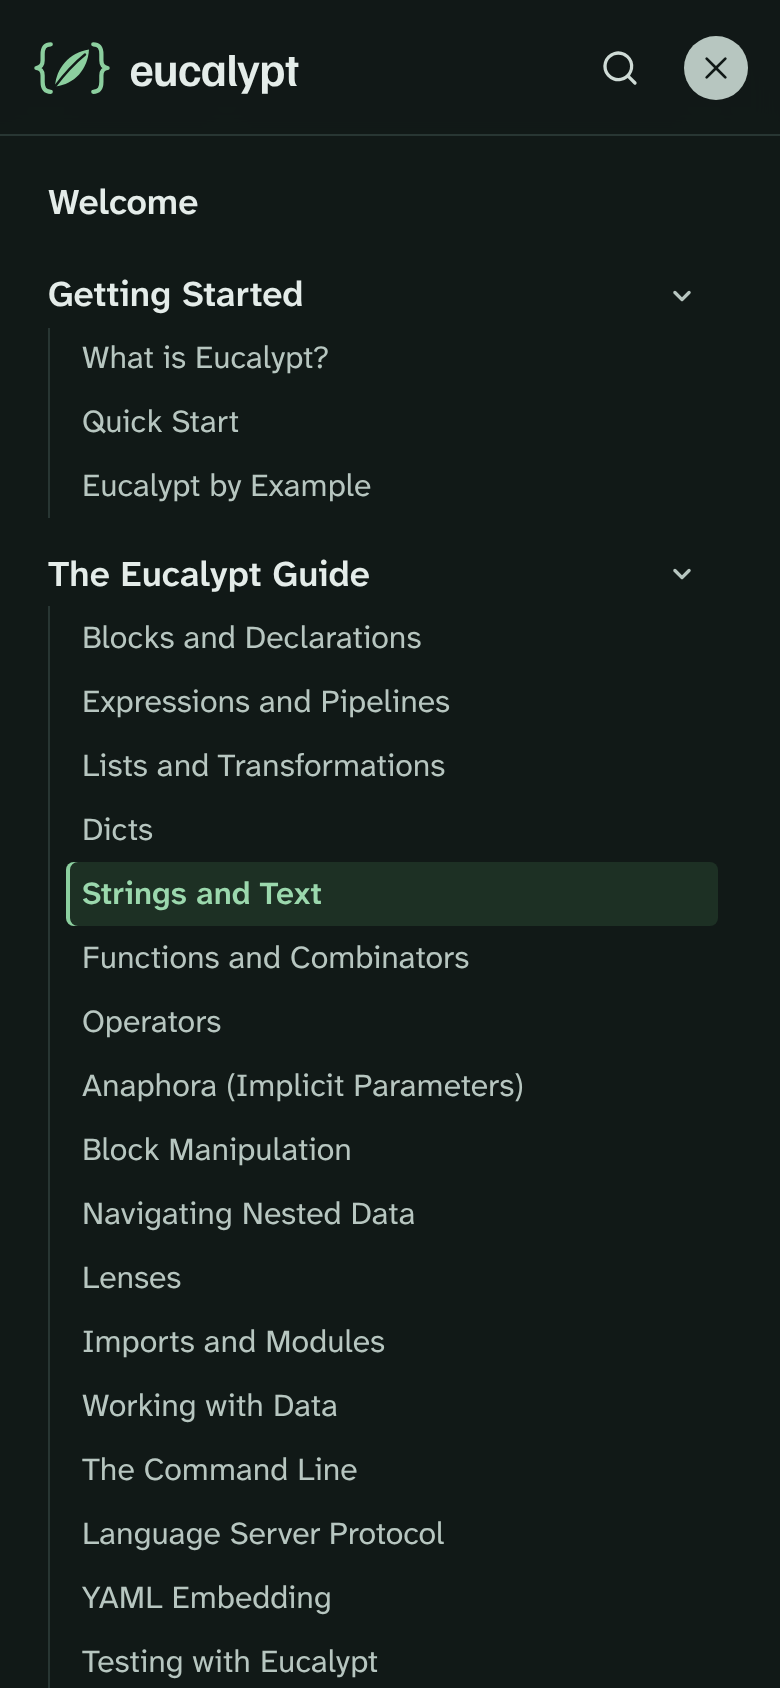 eucalypt
Welcome
Getting Started
What is Eucalypt?
Quick Start
Eucalypt by Example
The Eucalypt Guide
Blocks and Declarations
Expressions and Pipelines
Lists and Transformations
Dicts
Strings and Text
Functions and Combinators
Operators
Anaphora (Implicit Parameters)
Block Manipulation
Navigating Nested Data
Lenses
Imports and Modules
Working with Data
The Command Line
Language Server Protocol
YAML Embedding
Testing with Eucalypt